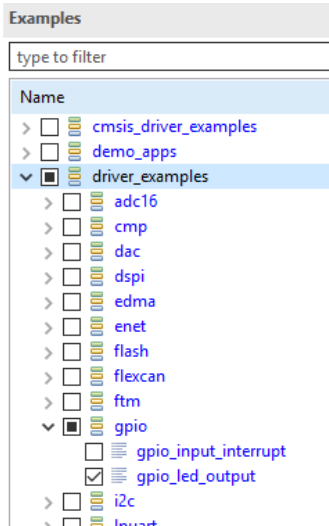 Examples
type to filter
Name
cmsis_driver_examples
demo_apps
driver_examples
adc16
cmp
dac
dspi
edma
enet
flash
flexcan
ftm
gpio
gpio_input_interrupt
gpio_led_output
i2c